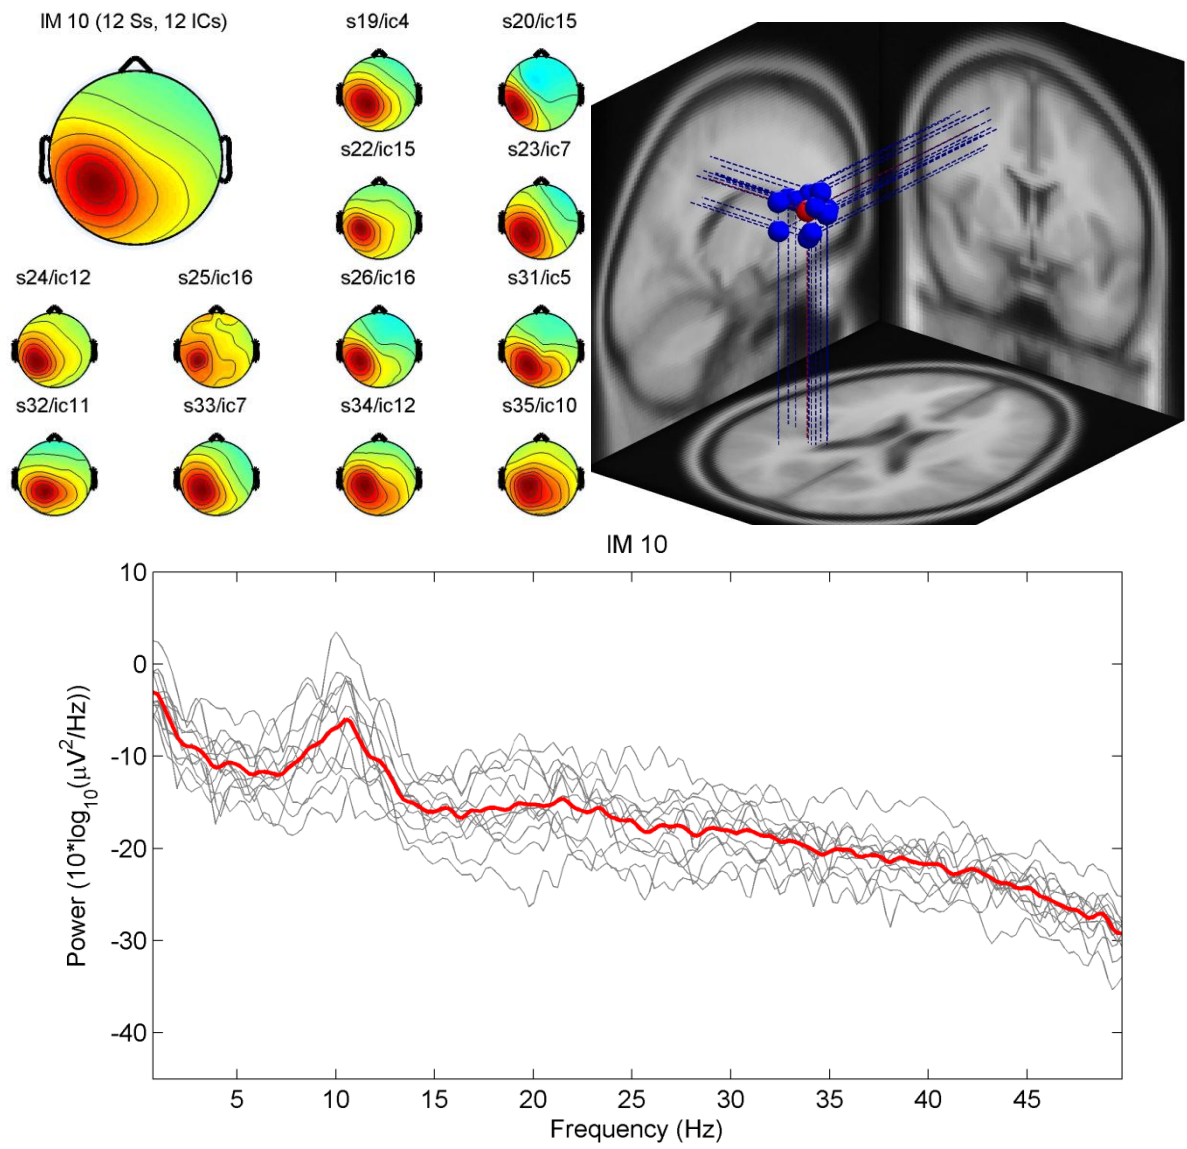 IM 10 (12 Ss, 12 ICs)
s19/ic4
s20/ic15
s22/ic15
s23/ic7
s24/ic12
s25/ic16
s26/ic16
s31/ic5
s32/ic11
s33/ic7
s34/ic12
s35/ic10
IM 10
Power (10*log10(μV²/Hz))
10
0
-10
-20
-30
-40
5 10 15 20 25 30 35 40 45
Frequency (Hz)